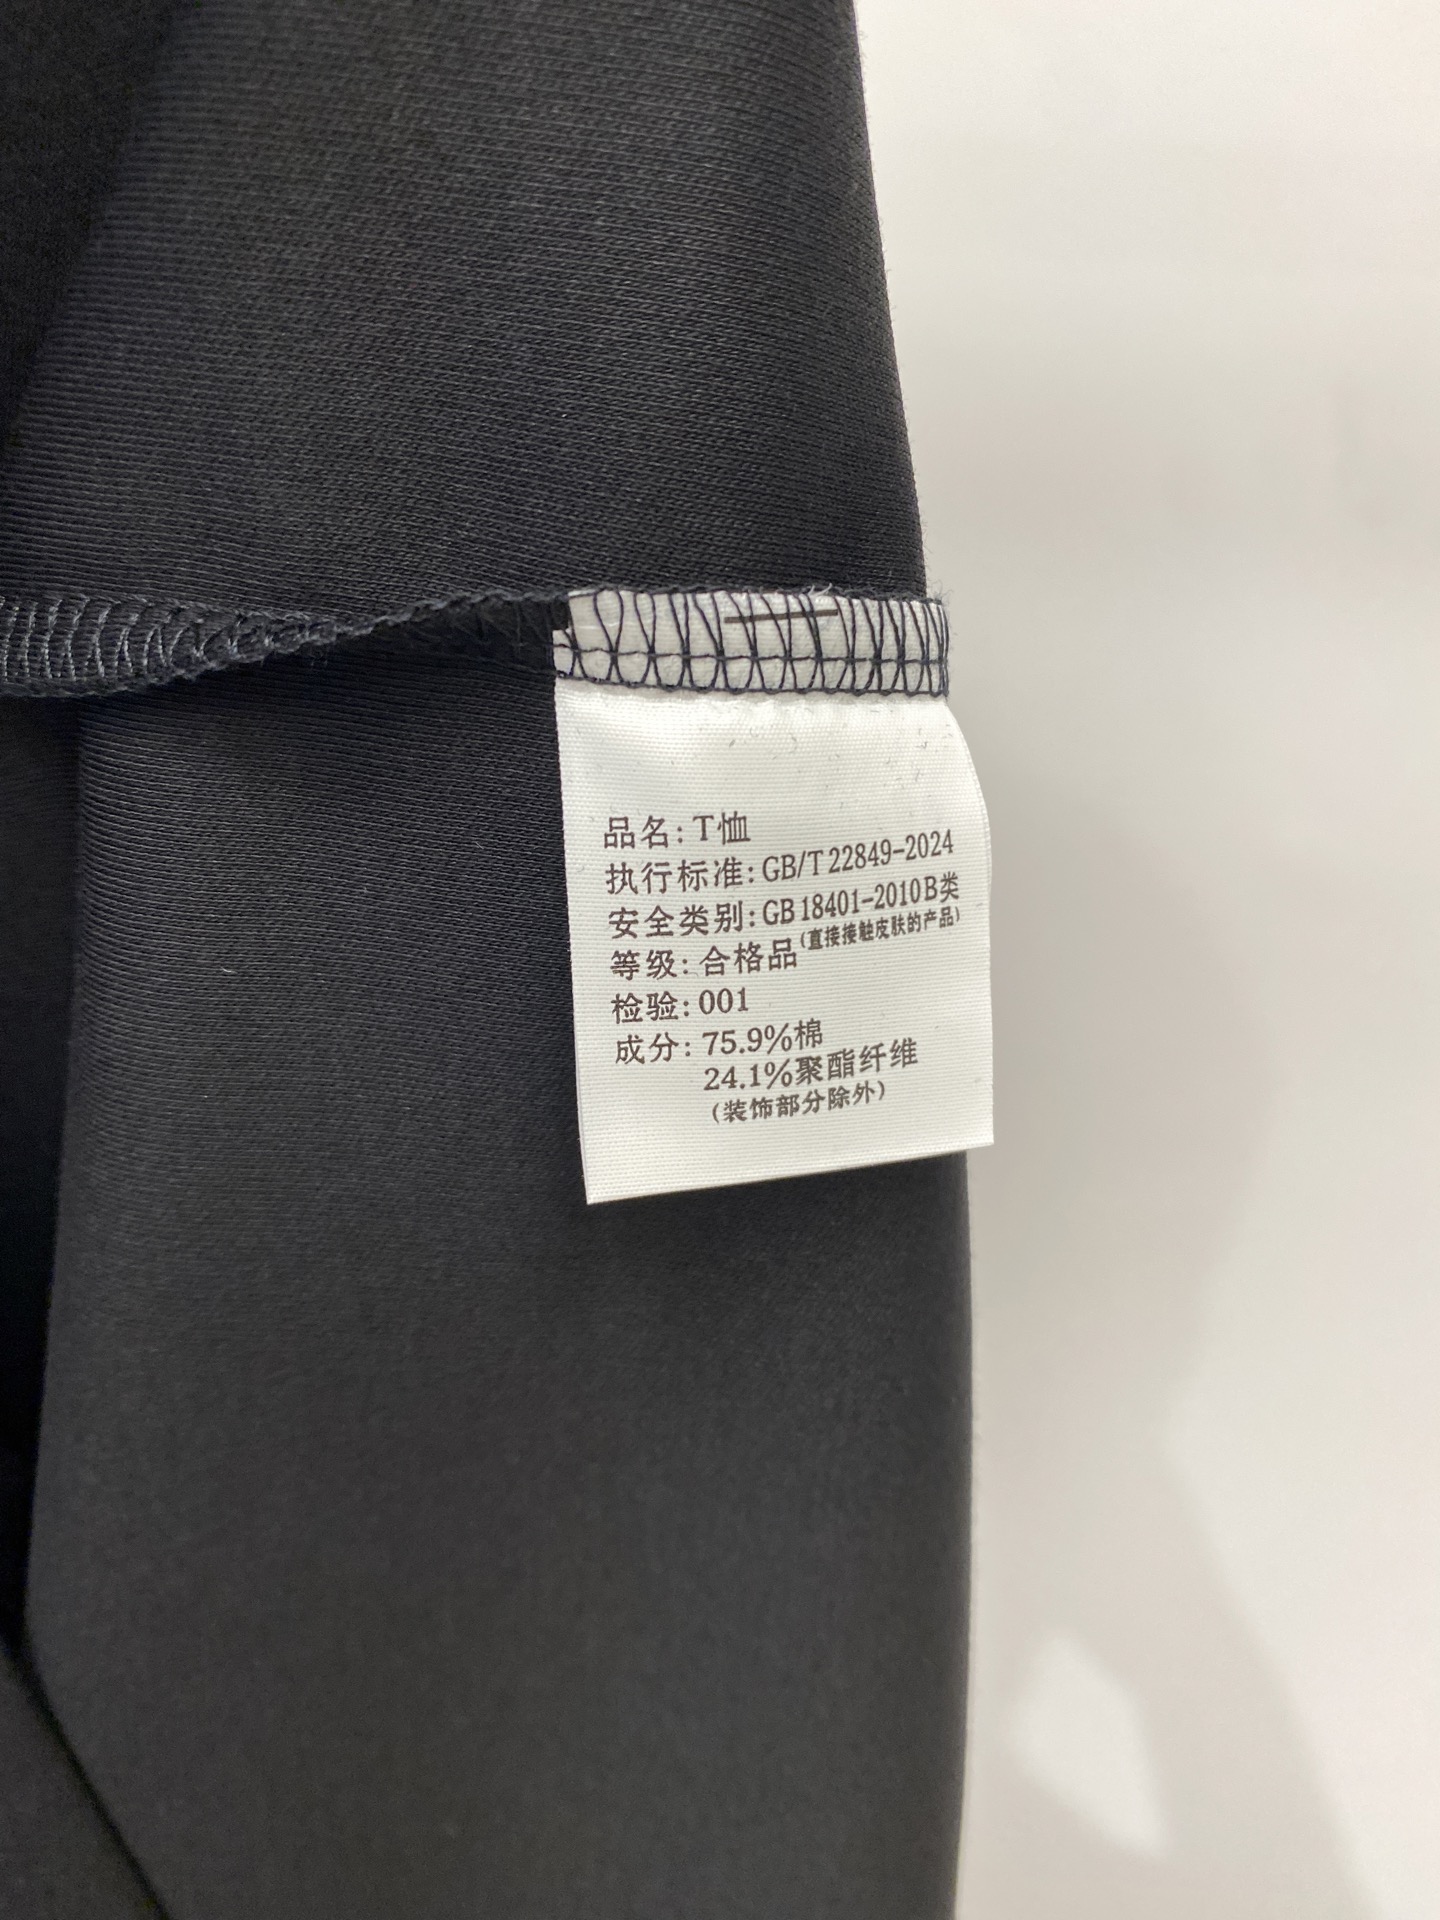 品名：T恤
执行标准：GB/T 22849-2024
安全类别：GB 18401-2010 B类
(直接接触皮肤的产品)
等级：合格品
检验：001
成分：75.9%棉
24.1%聚酯纤维
(装饰部分除外)